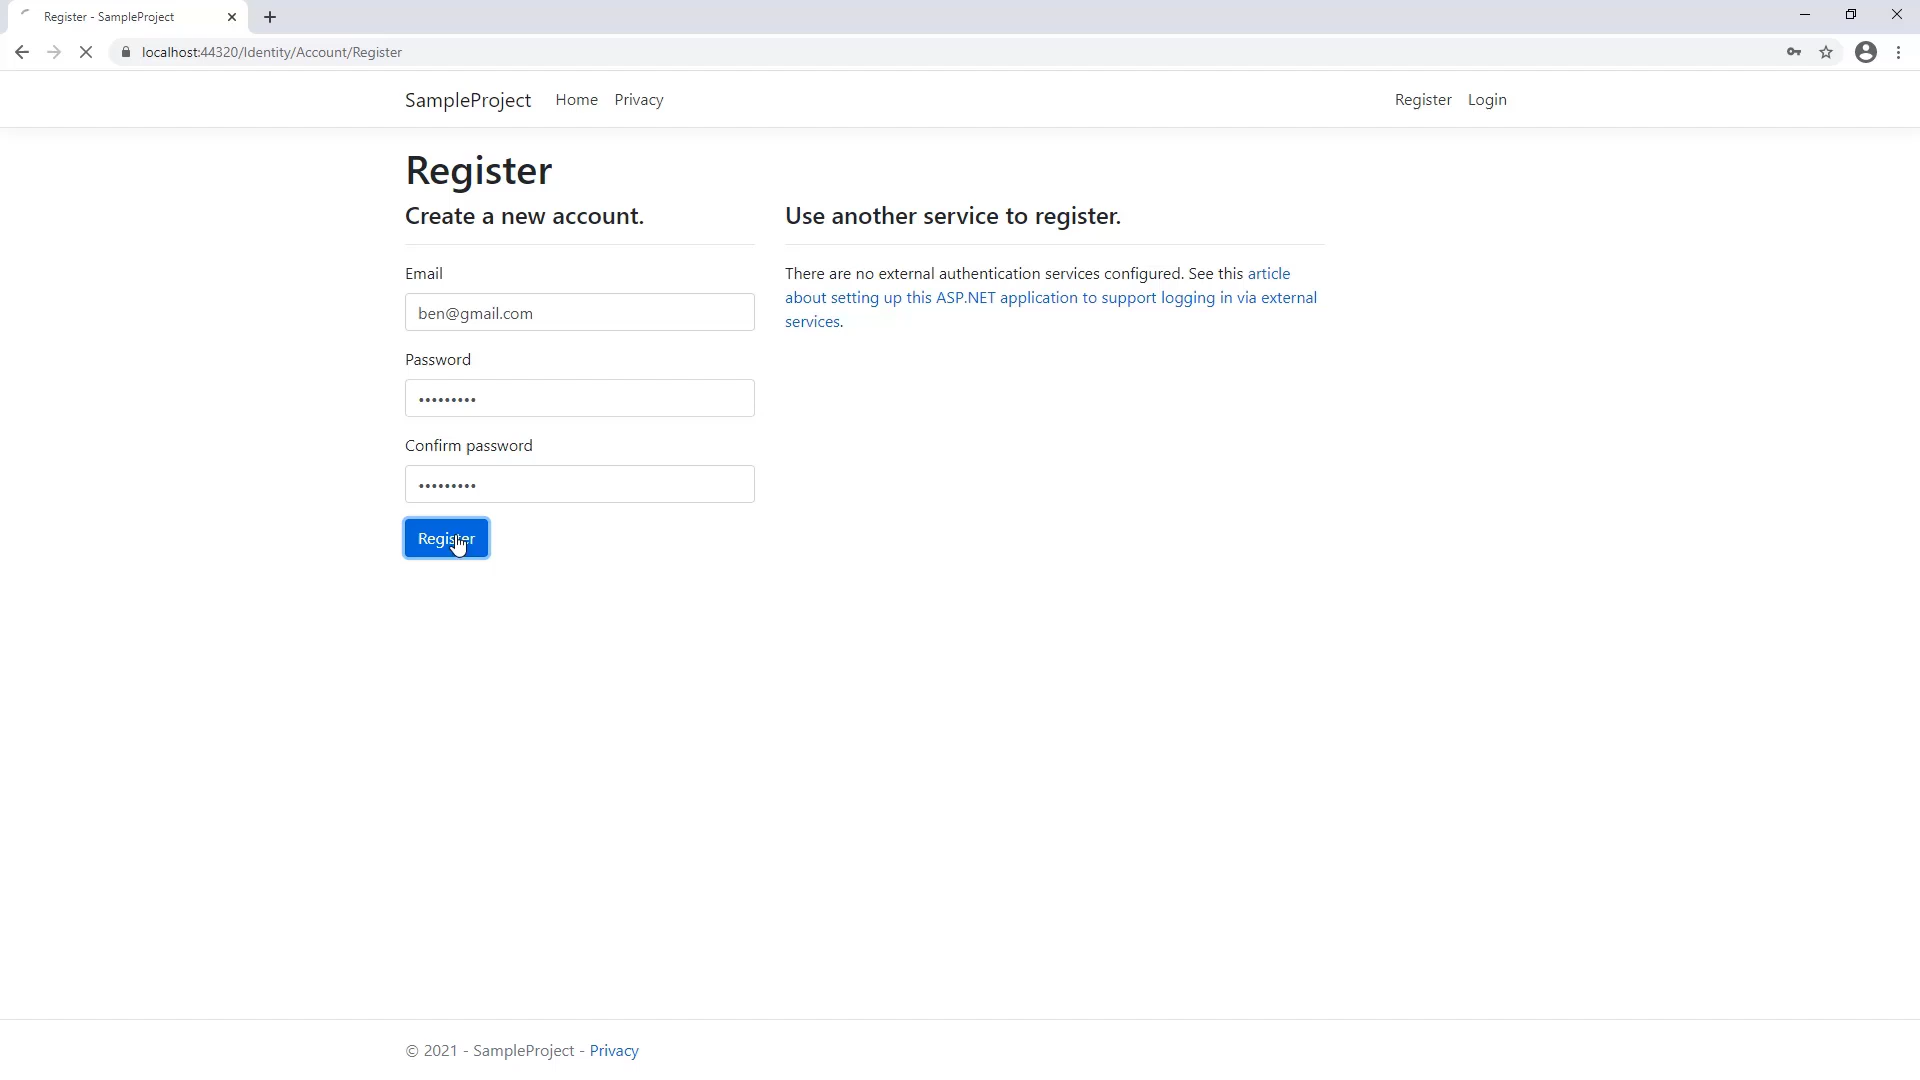 Register - SampleProject
localhost:44320/Identity/Account/Register
SampleProject Home Privacy Register Login
Register
Create a new account.
Email
ben@gmail.com
Password
•••••••••
Confirm password
•••••••••
Register
Use another service to register.
There are no external authentication services configured. See this article
about setting up this ASP.NET application to support logging in via external
services.
© 2021 - SampleProject - Privacy